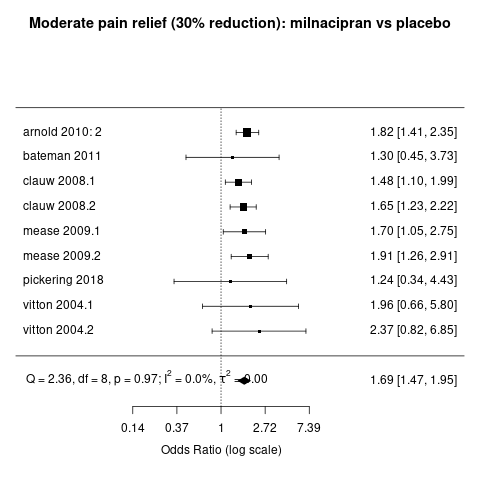 Moderate pain relief (30% reduction): milnacipran vs placebo
arnold 2010: 2 1.82 [1.41, 2.35]
bateman 2011 1.30 [0.45, 3.73]
clauw 2008.1 1.48 [1.10, 1.99]
clauw 2008.2 1.65 [1.23, 2.22]
mease 2009.1 1.70 [1.05, 2.75]
mease 2009.2 1.91 [1.26, 2.91]
pickering 2018 1.24 [0.34, 4.43]
vitton 2004.1 1.96 [0.66, 5.80]
vitton 2004.2 2.37 [0.82, 6.85]
Q = 2.36, df = 8, p = 0.97; I² = 0.0%, τ² = 0.00 1.69 [1.47, 1.95]
0.14 0.37 1 2.72 7.39
Odds Ratio (log scale)